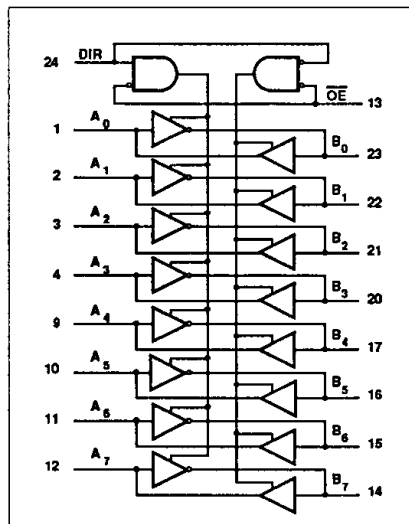 24 DIR
OE 13
1 A0
B0 23
2 A1
B1 22
3 A2
B2 21
4 A3
B3 20
9 A4
B4 17
10 A5
B5 16
11 A6
B6 15
12 A7
B7 14